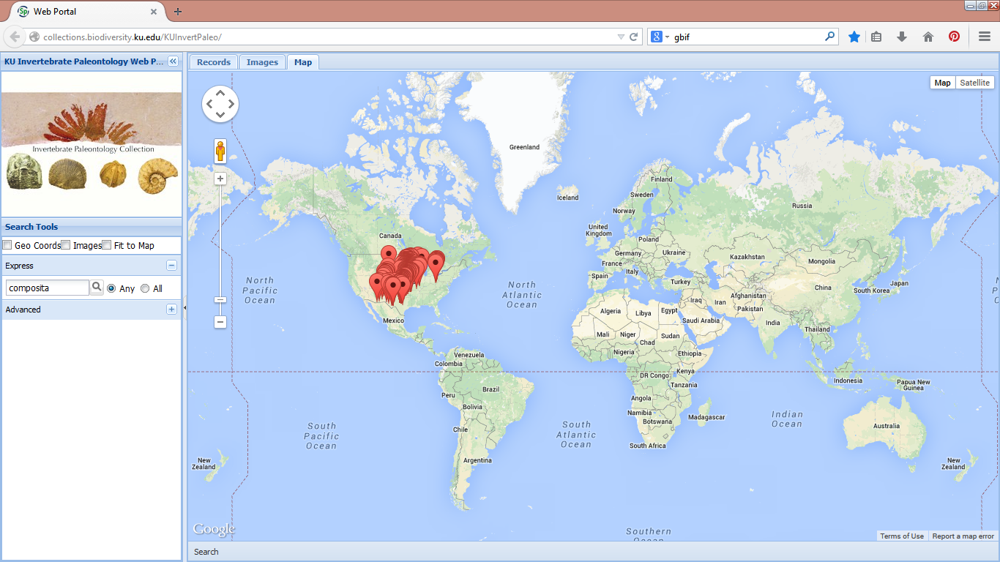 Sp Web Portal
collections.biodiversity.ku.edu/KUInvertPaleo/
8 gbif
KU Invertebrate Paleontology Web P...
Records Images Map
Invertebrate Paleontology Collection
Search Tools
Geo Coords Images Fit to Map
Express
composita Any All
Advanced
Map Satellite
Greenland
Iceland
Finland
Sweden
Norway
Russia
United
Kingdom
Poland
Germany
Ukraine
France
Italy
Spain
Turkey
Kazakhstan
Mongolia
China
Japan
South Korea
Canada
North
Pacific
Ocean
North
Atlantic
Ocean
Mexico
Algeria
Libya
Egypt
Iraq
Iran
Afghanistan
Pakistan
Saudi Arabia
India
Thailand
Mali
Niger
Chad
Sudan
Nigeria
Ethiopia
Venezuela
Colombia
DR Congo
Kenya
Tanzania
Indonesia
Papua New
Guinea
Peru
Brazil
Bolivia
Angola
Namibia
Botswana
Madagascar
Chile
South
Pacific
Ocean
South
Atlantic
Ocean
Indian
Ocean
Australia
South Africa
Argentina
New
Zealand
New
Zealand
N
P
C
Southern
Ocean
Google
Terms of Use Report a map error
Search